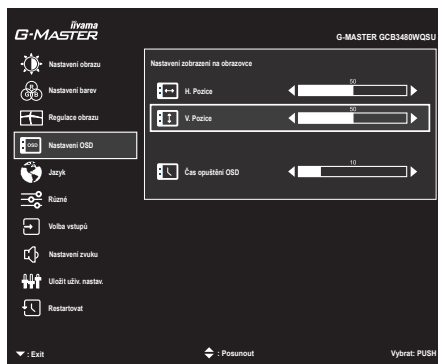 iiyama
G-MASTER
G-MASTER GCB3480WQSU
Nastavení obrazu
Nastavení barev
Regulace obrazu
Nastavení OSD
Jazyk
Různé
Volba vstupů
Nastavení zvuku
Uložit uživ. nastav.
Restartovat
Nastavení zobrazení na obrazovce
H. Pozice
50
V. Pozice
50
Čas opuštění OSD
10
R
G
B
OSD
: Exit
: Posunout
Vybrat: PUSH